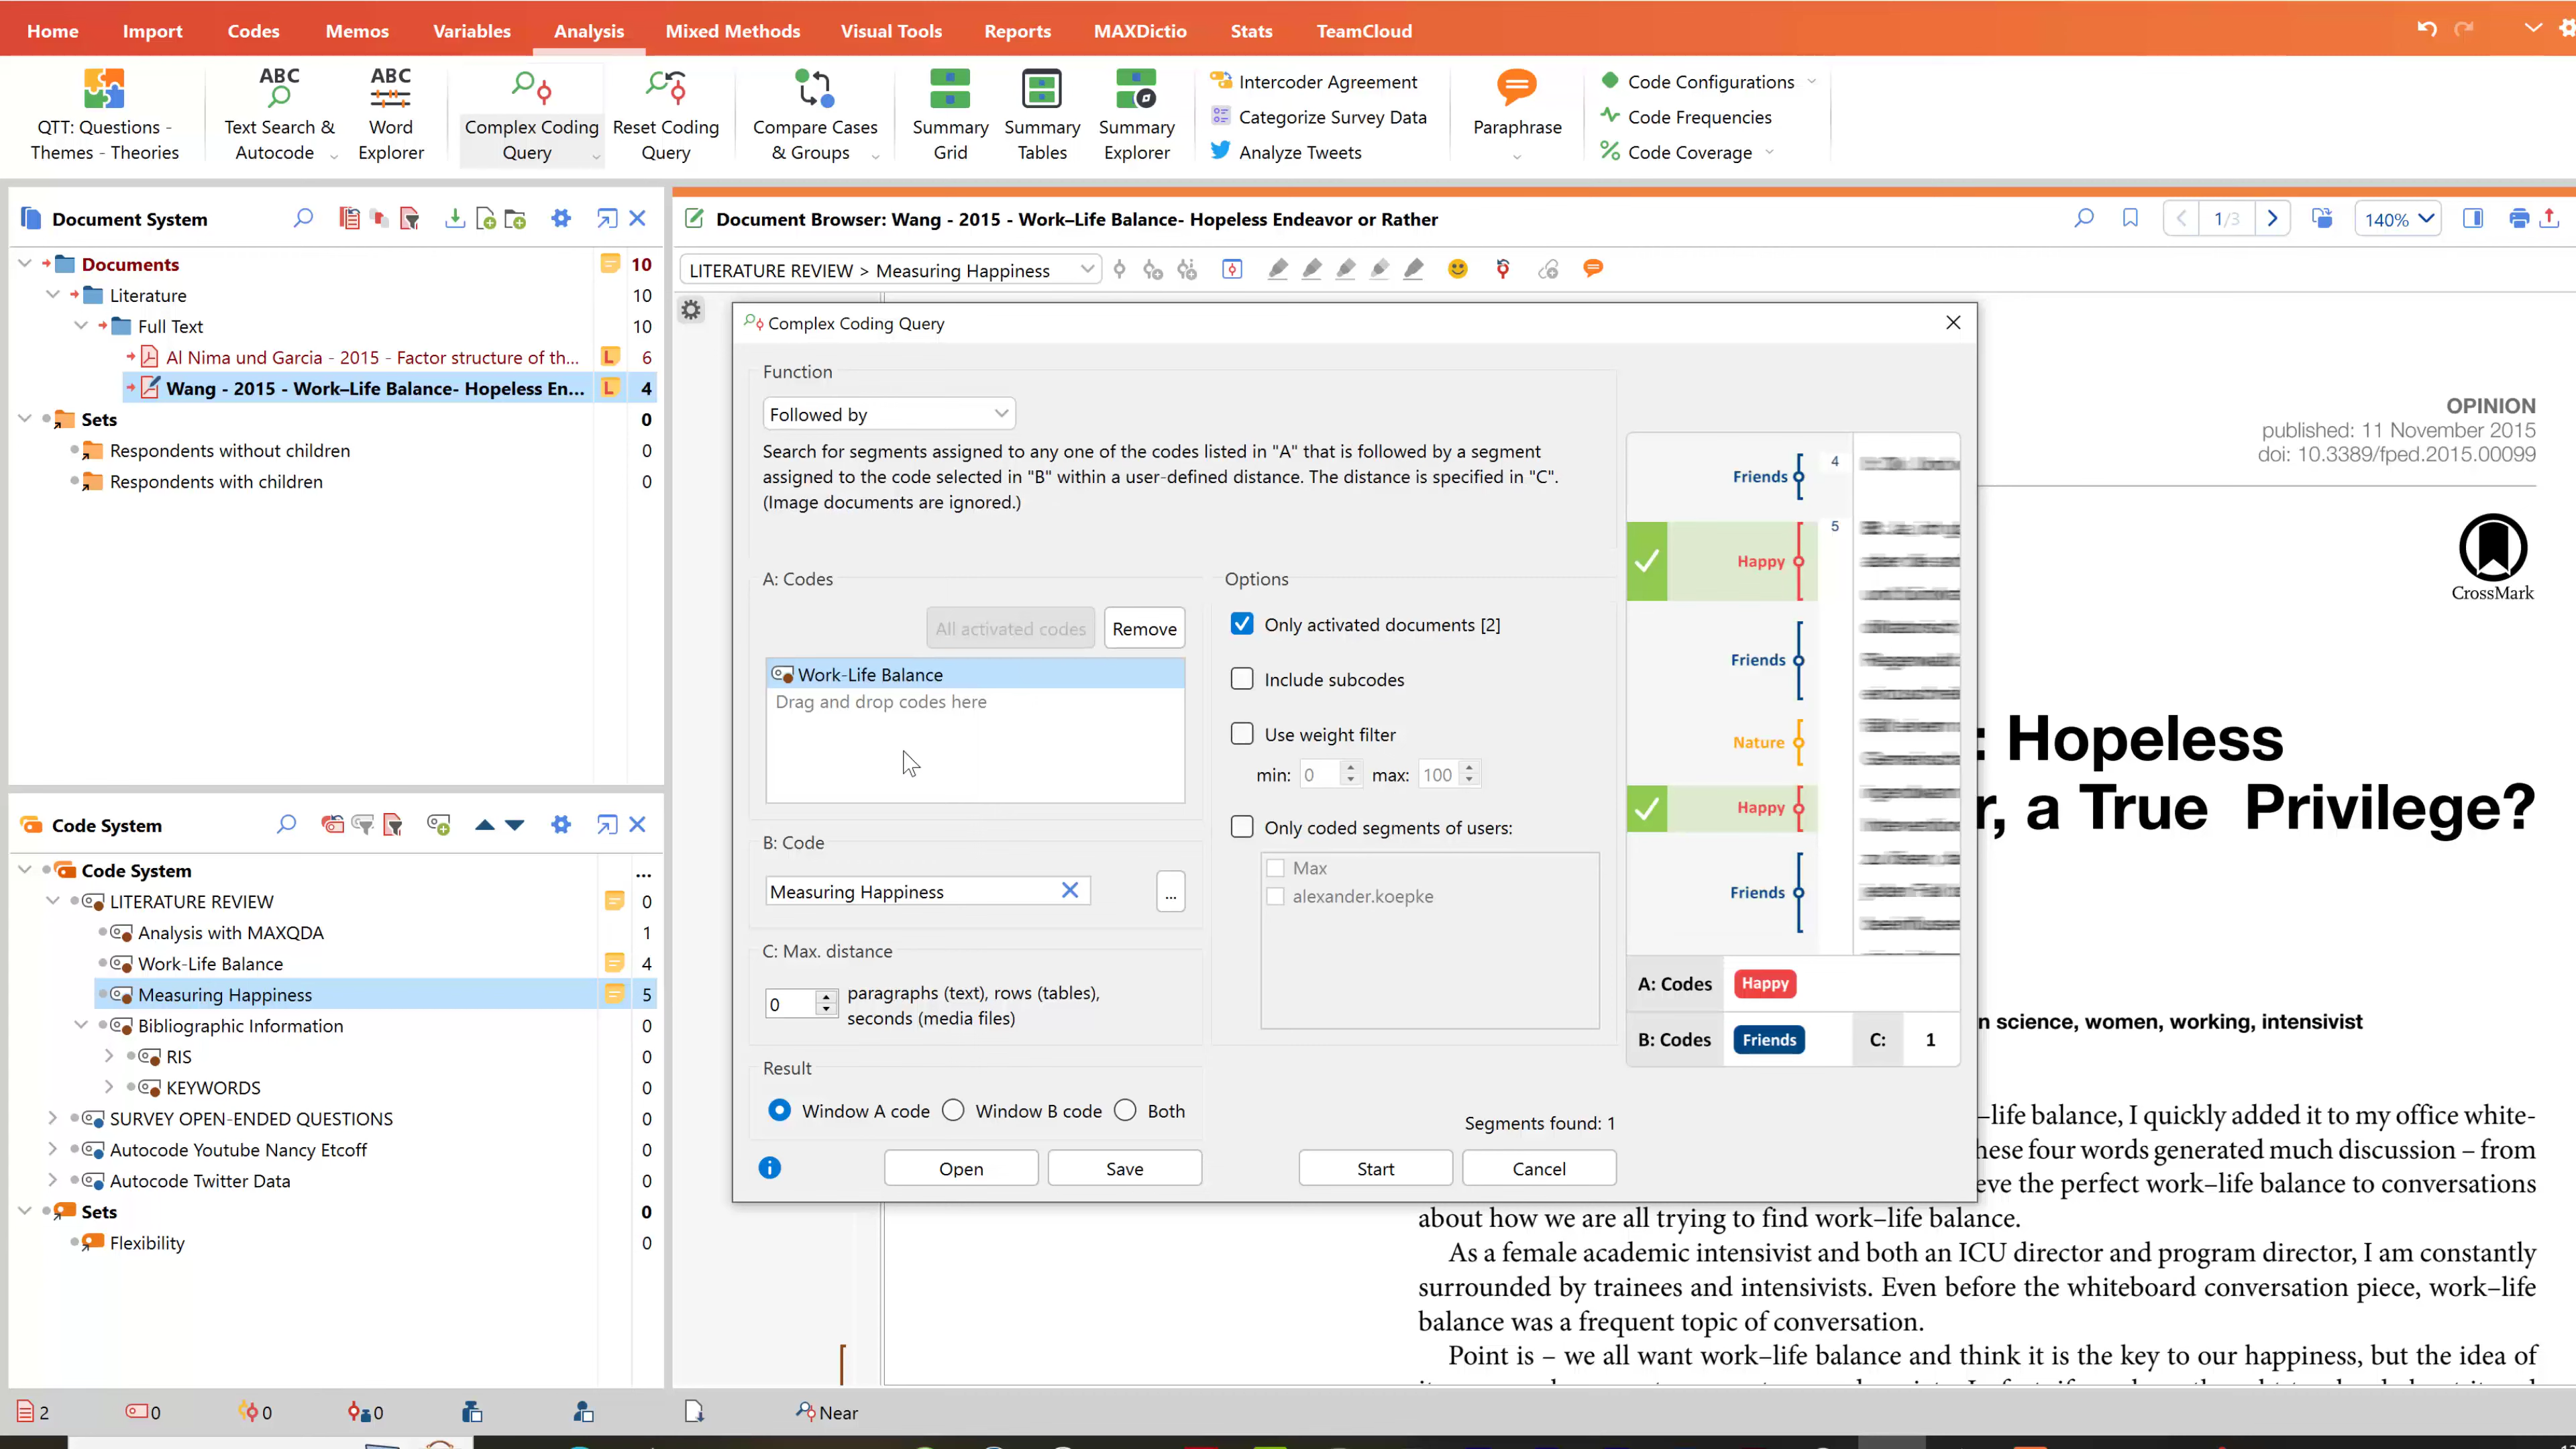 Home Import Codes Memos Variables Analysis Mixed Methods Visual Tools Reports MAXDictio Stats TeamCloud
QTT: Questions -
Themes - Theories
ABC
Text Search &
Autocode
ABC
Word
Explorer
Complex Coding
Query
Reset Coding
Query
Compare Cases
& Groups
Summary
Grid
Summary
Tables
Summary
Explorer
Intercoder Agreement
Categorize Survey Data
Analyze Tweets
Paraphrase
Code Configurations
Code Frequencies
Code Coverage
Document System
Documents 10
Literature 10
Full Text 10
Al Nima und Garcia - 2015 - Factor structure of th... L 6
Wang - 2015 - Work–Life Balance- Hopeless En... L 4
Sets 0
Respondents without children 0
Respondents with children 0
Code System
Code System ...
LITERATURE REVIEW 0
Analysis with MAXQDA 1
Work-Life Balance 4
Measuring Happiness 5
Bibliographic Information 0
RIS 0
KEYWORDS 0
SURVEY OPEN-ENDED QUESTIONS 0
Autocode Youtube Nancy Etcoff 0
Autocode Twitter Data 0
Sets 0
Flexibility 0
Document Browser: Wang - 2015 - Work–Life Balance- Hopeless Endeavor or Rather
1/3
140%
LITERATURE REVIEW > Measuring Happiness
Complex Coding Query
Function
Followed by
Search for segments assigned to any one of the codes listed in "A" that is followed by a segment
assigned to the code selected in "B" within a user-defined distance. The distance is specified in "C".
(Image documents are ignored.)
A: Codes
All activated codes Remove
Work-Life Balance
Drag and drop codes here
B: Code
Measuring Happiness
...
C: Max. distance
0
paragraphs (text), rows (tables),
seconds (media files)
Result
Window A code Window B code Both
Open Save
Options
Only activated documents [2]
Include subcodes
Use weight filter
min: 0 max: 100
Only coded segments of users:
Max
alexander.koepke
Segments found: 1
Start Cancel
Friends 4
Happy 5
Friends
Nature
Happy
Friends
A: Codes Happy
B: Codes Friends C: 1
OPINION
published: 11 November 2015
doi: 10.3389/fped.2015.00099
CrossMark
: Hopeless
r, a True Privilege?
n science, women, working, intensivist
–life balance, I quickly added it to my office white-
hese four words generated much discussion – from
eve the perfect work–life balance to conversations
about how we are all trying to find work–life balance.
As a female academic intensivist and both an ICU director and program director, I am constantly
surrounded by trainees and intensivists. Even before the whiteboard conversation piece, work–life
balance was a frequent topic of conversation.
Point is – we all want work–life balance and think it is the key to our happiness, but the idea of
2 0 0 0 Near